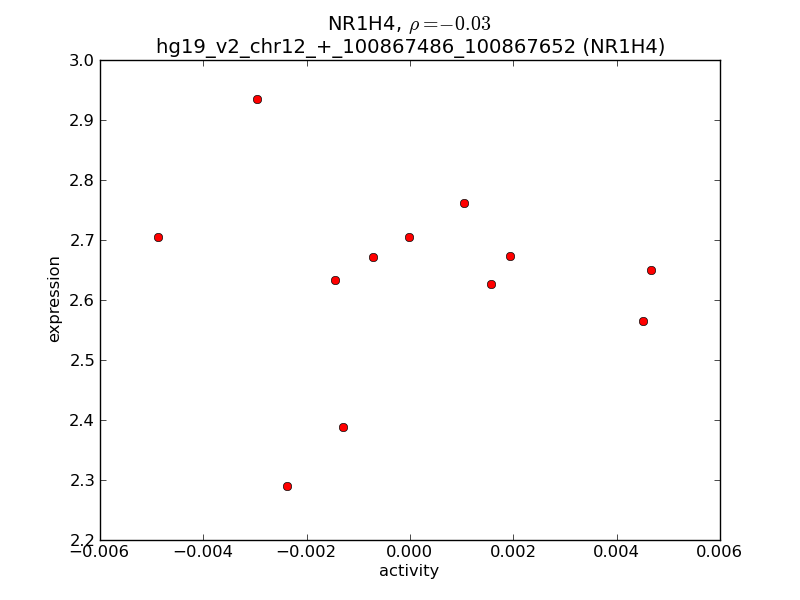 NR1H4, ρ=−0.03
hg19_v2_chr12_+_100867486_100867652 (NR1H4)
3.0
2.9
2.8
2.7
2.6
2.5
2.4
2.3
2.2
expression
−0.006 −0.004 −0.002 0.000 0.002 0.004 0.006
activity